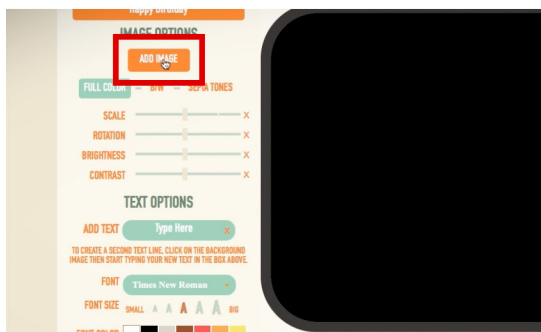 Happy Birthday
IMAGE OPTIONS
ADD IMAGE
FULL COLOR – B/W – SEPIA TONES
SCALE X
ROTATION X
BRIGHTNESS X
CONTRAST X
TEXT OPTIONS
ADD TEXT Type Here X
TO CREATE A SECOND TEXT LINE, CLICK ON THE BACKGROUND
IMAGE THEN START TYPING YOUR NEW TEXT IN THE BOX ABOVE.
FONT Times New Roman
FONT SIZE SMALL A A A A A BIG
FONT COLOR